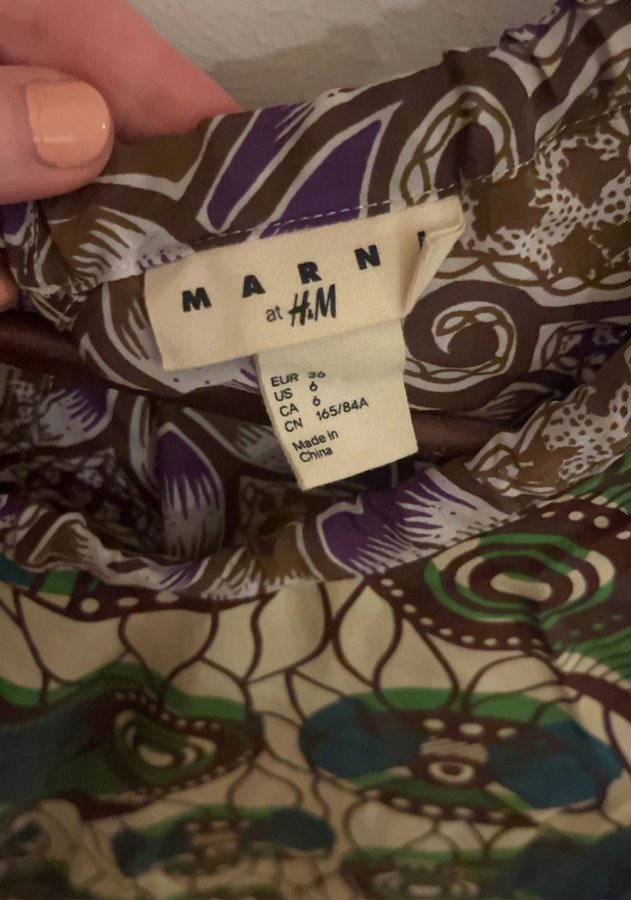 MARNI
at H&M
EUR 36
US 6
CA 6
CN 165/84A
Made in
China